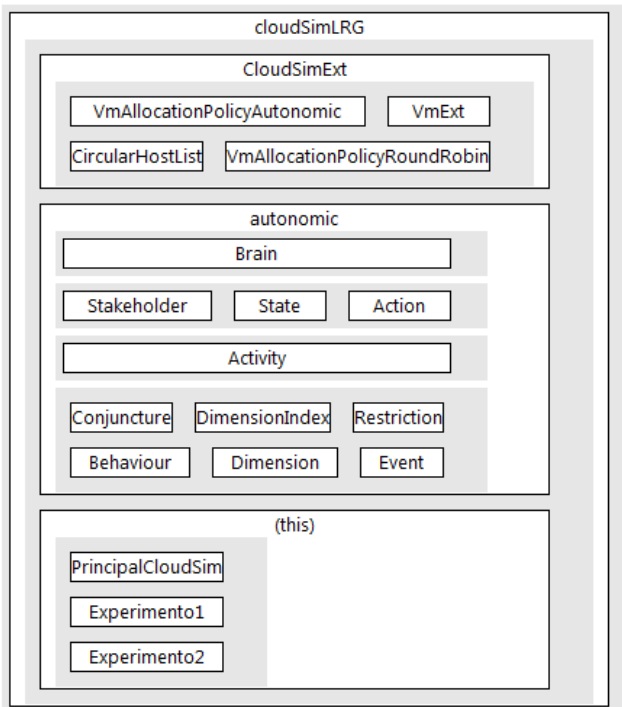 cloudSimLRG
CloudSimExt
VmAllocationPolicyAutonomic VmExt
CircularHostList VmAllocationPolicyRoundRobin
autonomic
Brain
Stakeholder State Action
Activity
Conjuncture DimensionIndex Restriction
Behaviour Dimension Event
(this)
PrincipalCloudSim
Experimento1
Experimento2